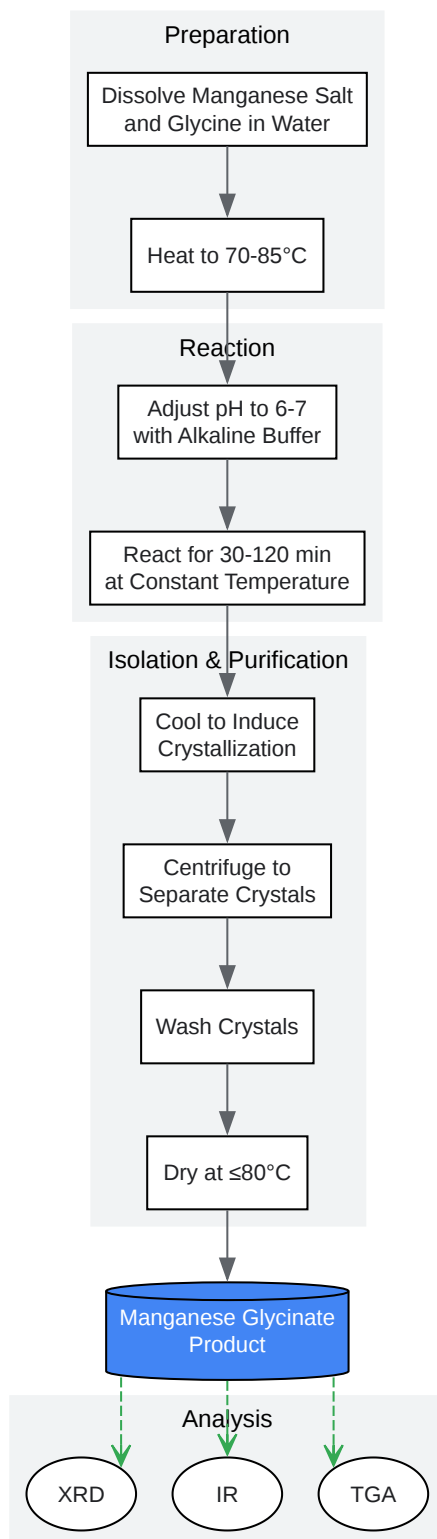 Preparation
Dissolve Manganese Salt
and Glycine in Water
Heat to 70-85°C
Reaction
Adjust pH to 6-7
with Alkaline Buffer
React for 30-120 min
at Constant Temperature
Isolation & Purification
Cool to Induce
Crystallization
Centrifuge to
Separate Crystals
Wash Crystals
Dry at ≤80°C
Manganese Glycinate
Product
Analysis
XRD
IR
TGA